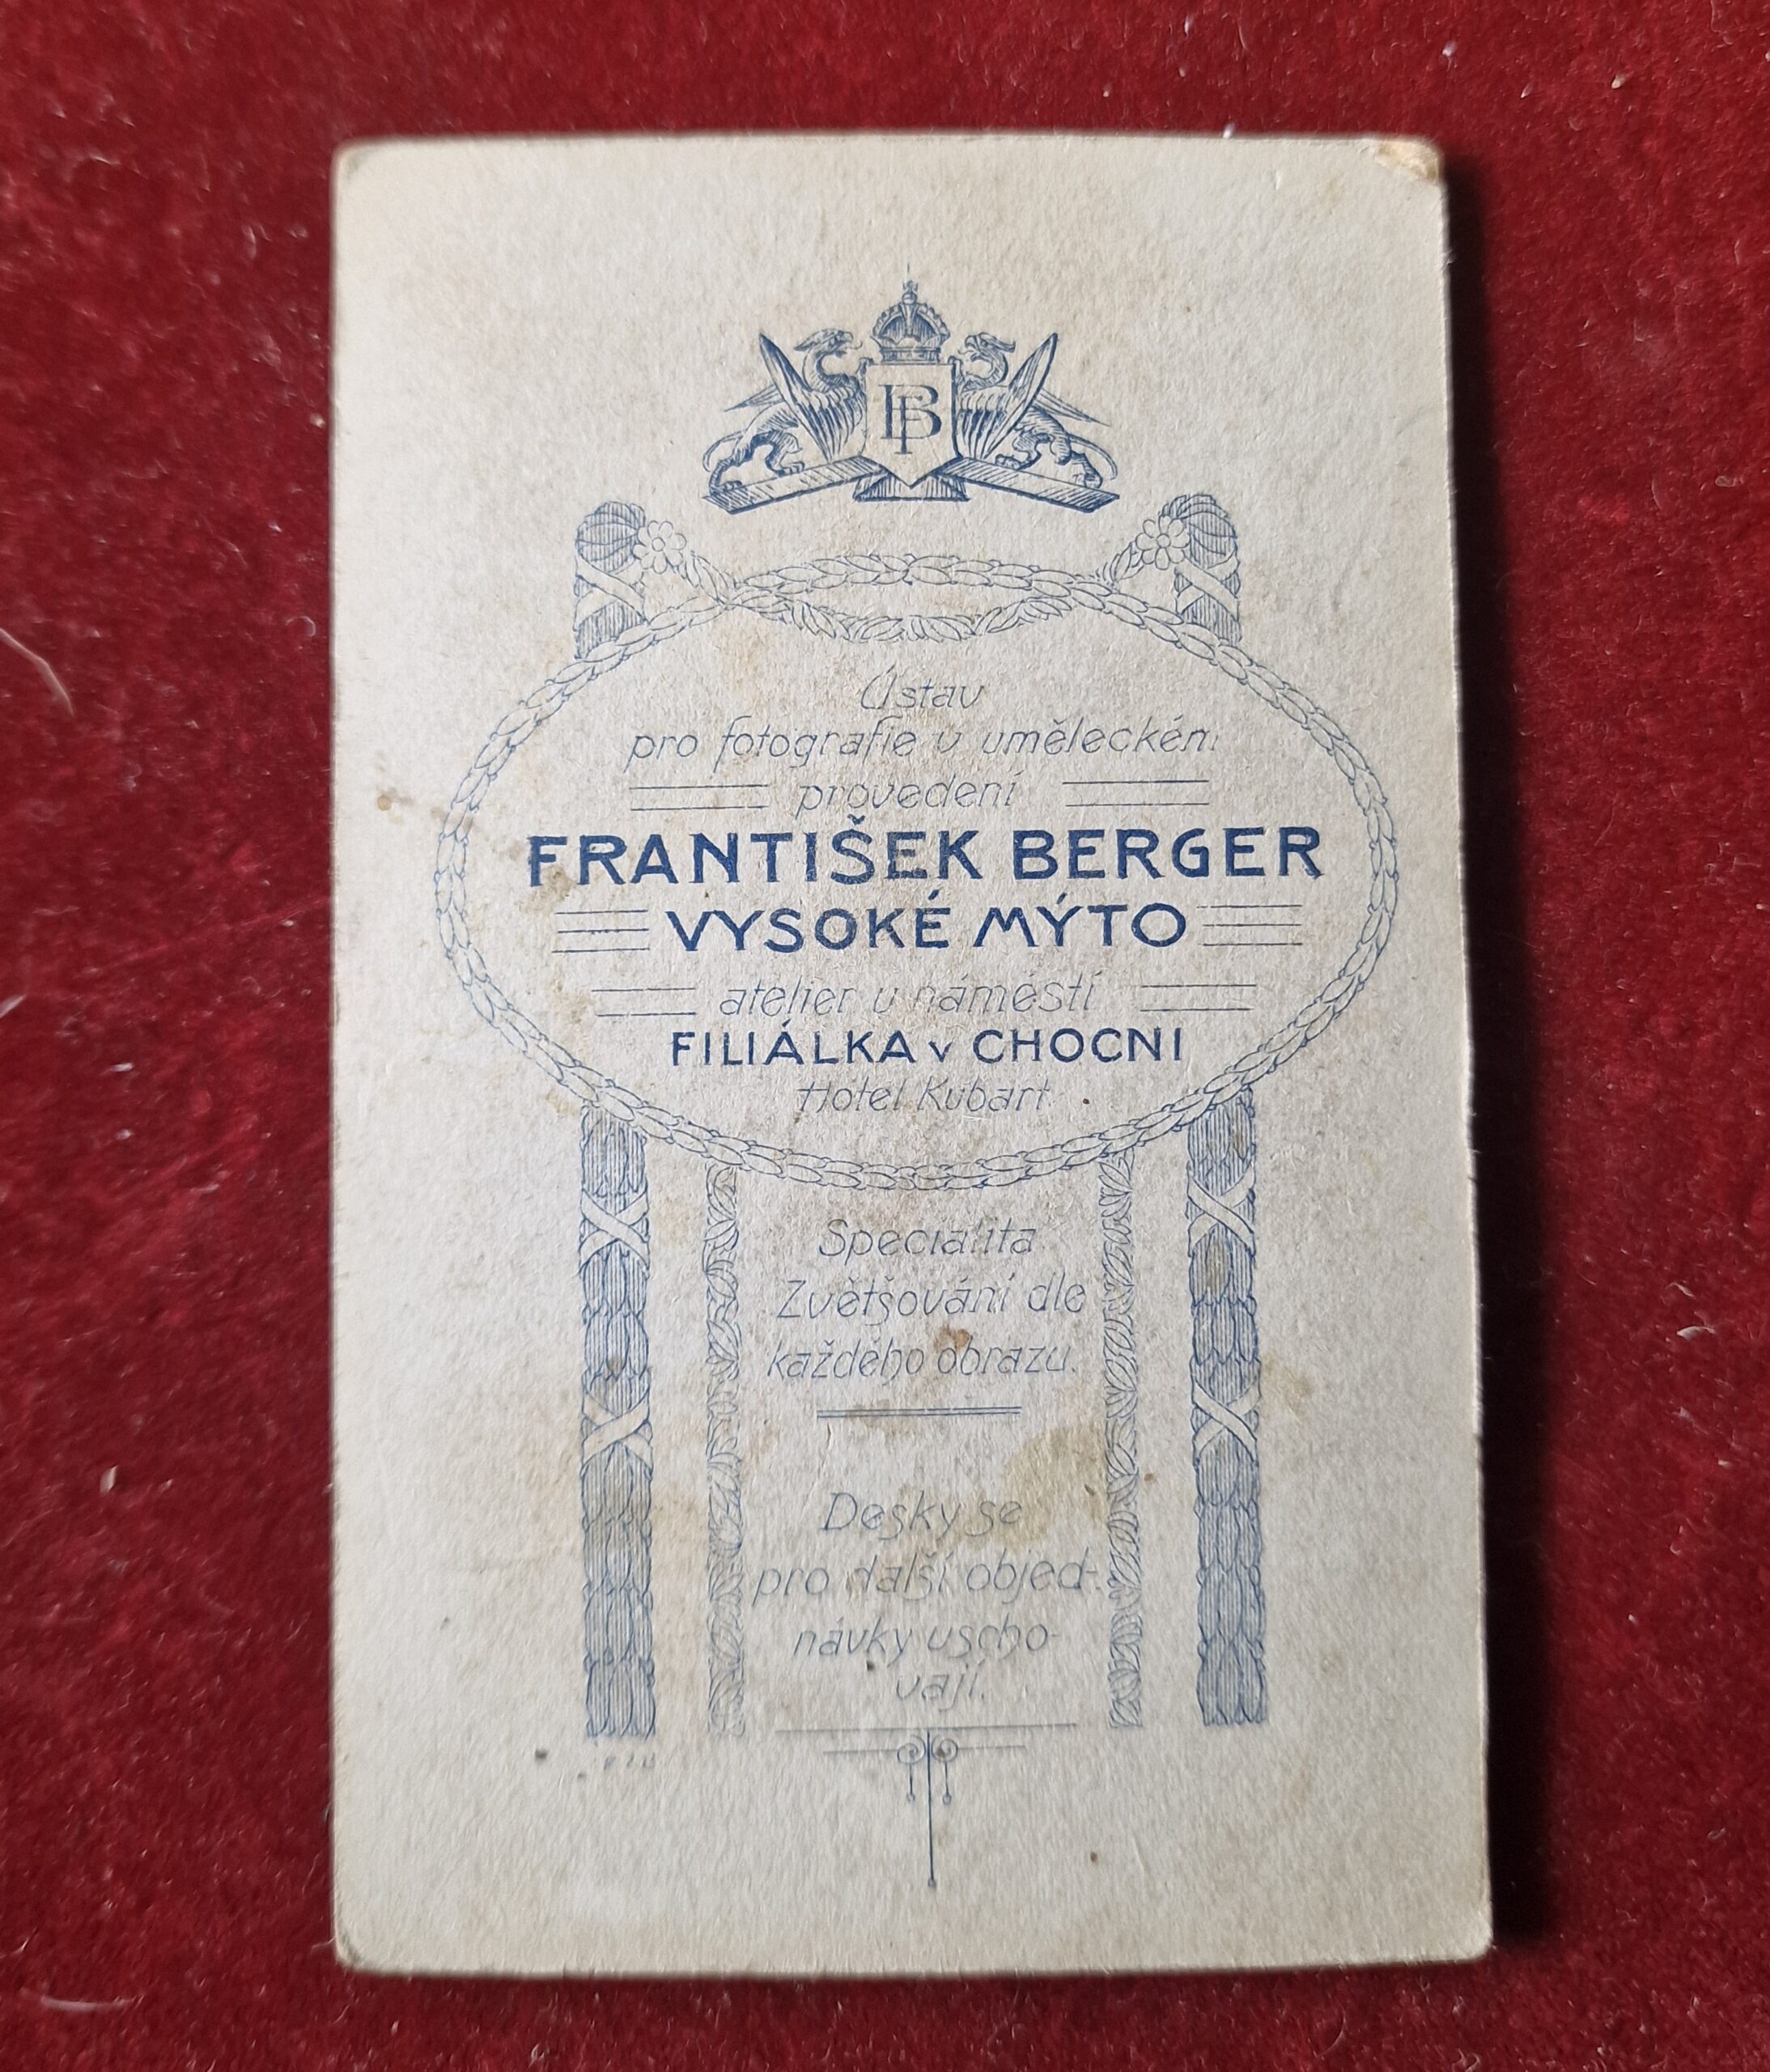 FB
Ústav
pro fotografie v uměleckém
provedení
FRANTIŠEK BERGER
VYSOKÉ MÝTO
atelier u náměstí
FILIÁLKA v CHOCNI
Hotel Kubart.
Specialita
Zvětšování dle
každého obrazu.
Desky se
pro další objed-
návky uscho-
vají.